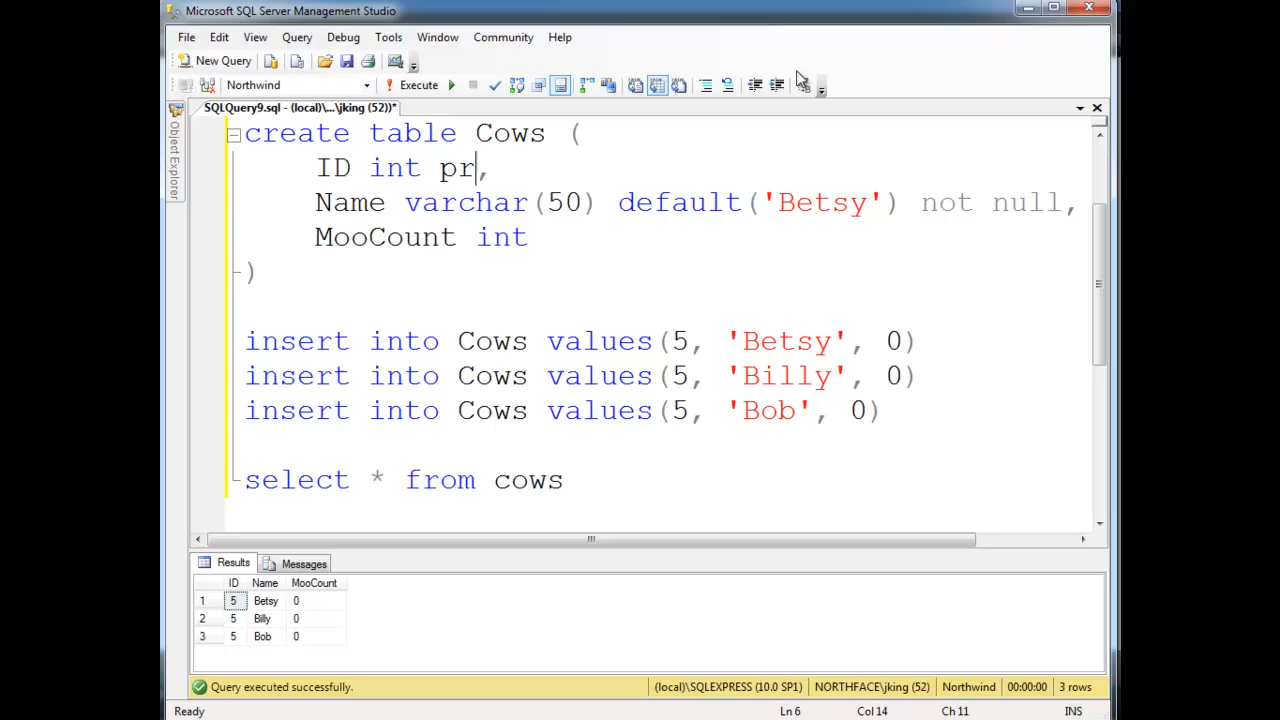 Microsoft SQL Server Management Studio
File Edit View Query Debug Tools Window Community Help
New Query
Northwind Execute
SQLQuery9.sql - (local)\...\jking (52))*
Object Explorer
create table Cows (
ID int pr,
Name varchar(50) default('Betsy') not null,
MooCount int
)
insert into Cows values(5, 'Betsy', 0)
insert into Cows values(5, 'Billy', 0)
insert into Cows values(5, 'Bob', 0)
select * from cows
Results Messages
ID Name MooCount
1 5 Betsy 0
2 5 Billy 0
3 5 Bob 0
Query executed successfully. (local)\SQLEXPRESS (10.0 SP1) NORTHFACE\jking (52) Northwind 00:00:00 3 rows
Ready Ln 6 Col 14 Ch 11 INS